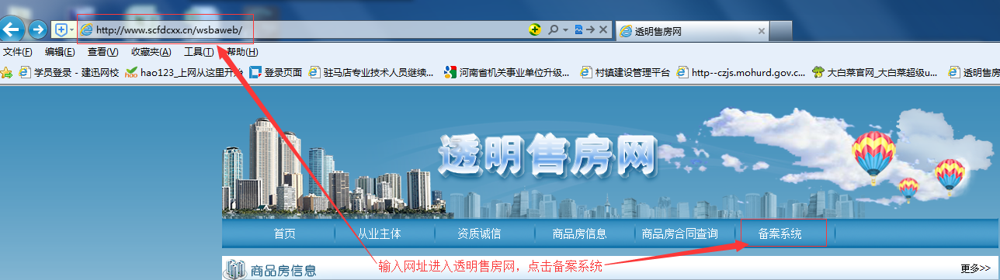 http://www.scfdcxx.cn/wsbaweb/
透明售房网
文件(F) 编辑(E) 查看(V) 收藏夹(A) 工具(T) 帮助(H)
学员登录 - 建迅网校 hao123_上网从这里开始 登录页面 驻马店专业技术人员继续... 河南省机关事业单位升级... 村镇建设管理平台 http--czjs.mohurd.gov.c... 大白菜官网_大白菜超级u... 透明售房
透明售房网
首页 从业主体 资质诚信 商品房信息 商品房合同查询 备案系统
输入网址进入透明售房网，点击备案系统
商品房信息 更多>>